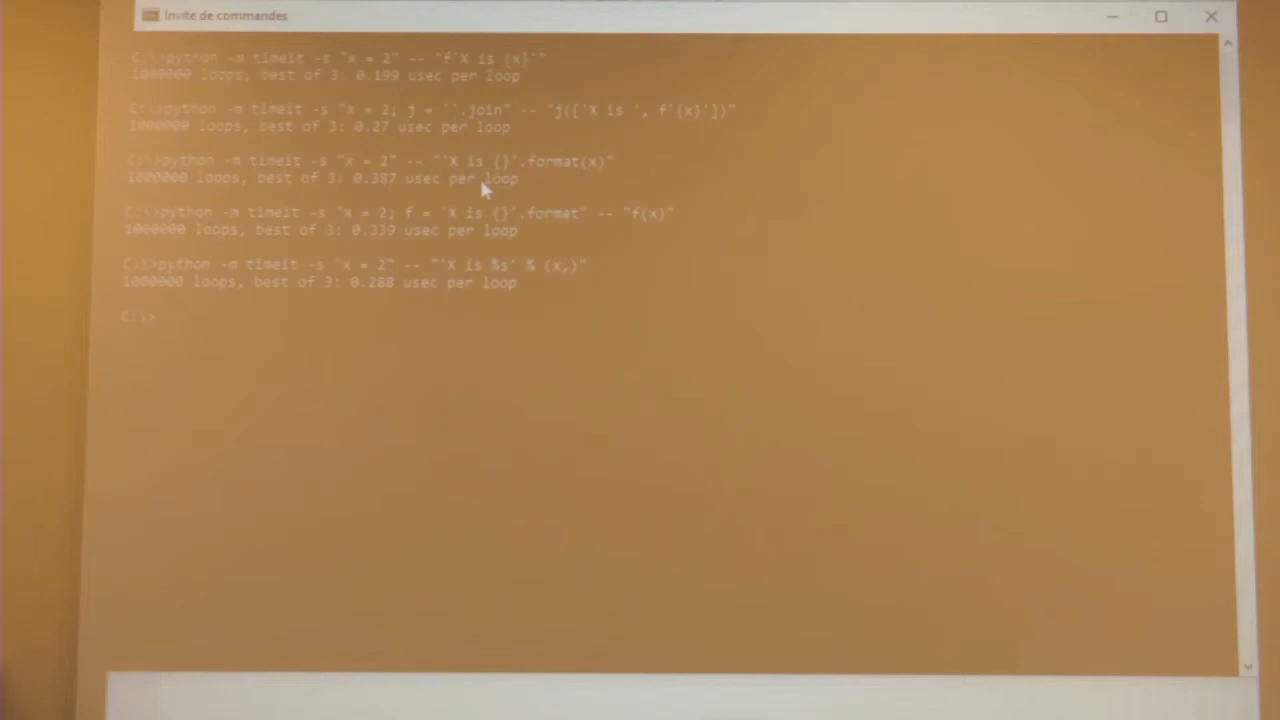 Invite de commandes
C:\>python -m timeit -s "x = 2" -- "f'X is {x}'"
1000000 loops, best of 3: 0.199 usec per loop
C:\>python -m timeit -s "x = 2; j = ''.join" -- "j(['X is ', f'{x}'])"
1000000 loops, best of 3: 0.27 usec per loop
C:\>python -m timeit -s "x = 2" -- "'X is {}'.format(x)"
1000000 loops, best of 3: 0.387 usec per loop
C:\>python -m timeit -s "x = 2; f = 'X is {}'.format" -- "f(x)"
1000000 loops, best of 3: 0.339 usec per loop
C:\>python -m timeit -s "x = 2" -- "'X is %s' % (x,)"
1000000 loops, best of 3: 0.288 usec per loop
C:\>